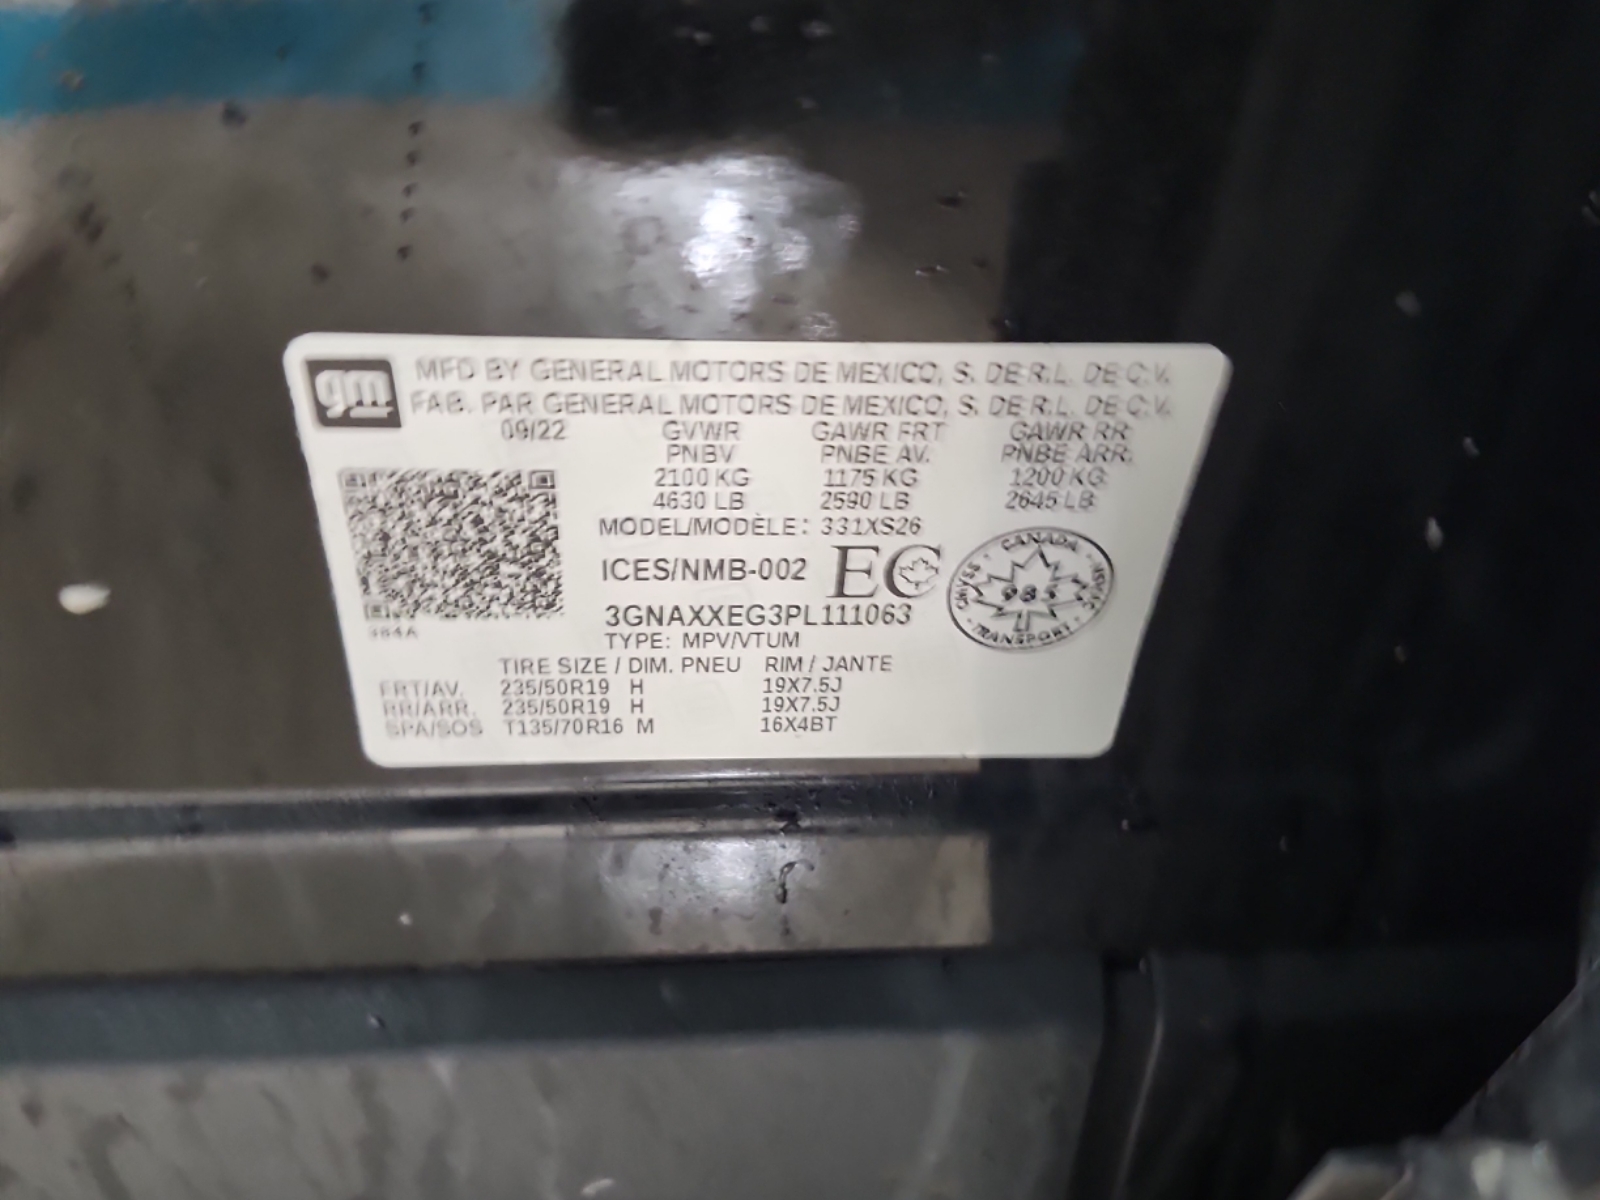 gm
MFD BY GENERAL MOTORS DE MEXICO, S. DE R.L. DE C.V.
FAB. PAR GENERAL MOTORS DE MEXICO, S. DE R.L. DE C.V.
09/22 GVWR GAWR FRT GAWR RR
PNBV PNBE AV. PNBE ARR.
2100 KG 1175 KG 1200 KG
4630 LB 2590 LB 2645 LB
MODEL/MODÈLE: 331XS26
ICES/NMB-002 EC
CANADA
TRANSPORT
3GNAXXEG3PL111063
384A
TYPE: MPV/VTUM
TIRE SIZE / DIM. PNEU RIM / JANTE
FRT/AV. 235/50R19 H 19X7.5J
RR/ARR. 235/50R19 H 19X7.5J
SPA/SOS T135/70R16 M 16X4BT